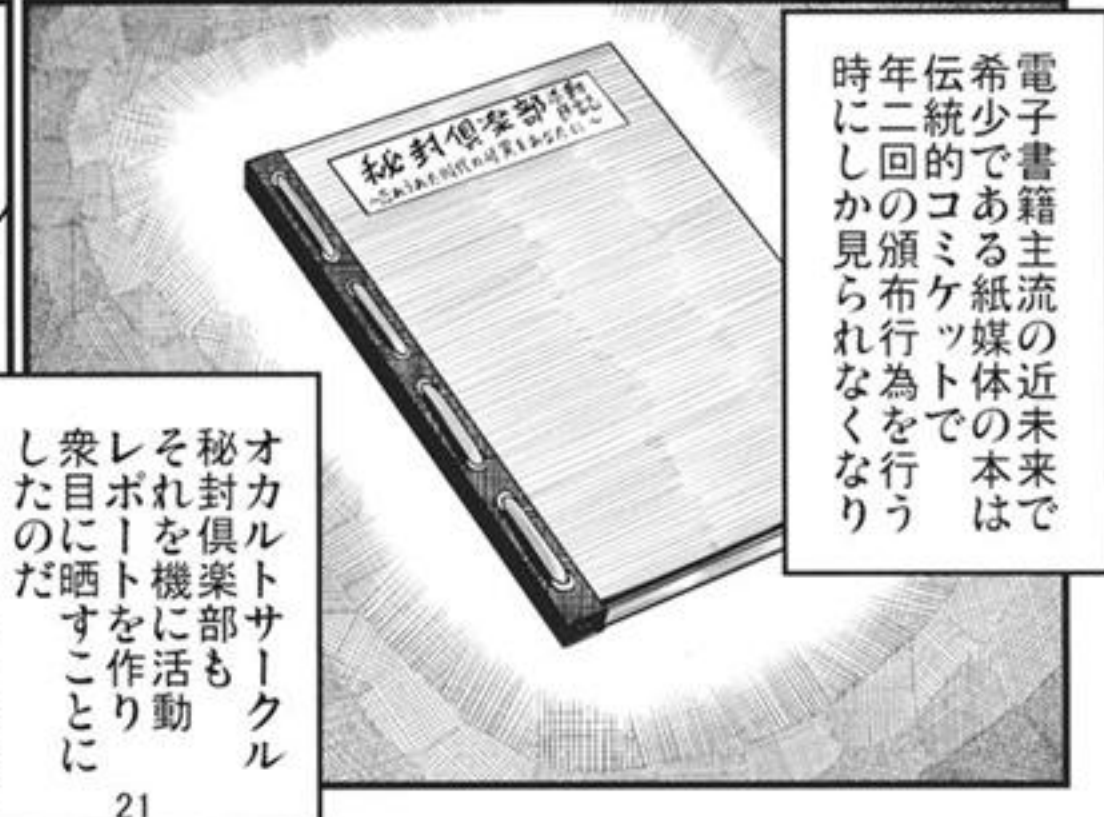 電子書籍主流の近未来で
希少である紙媒体の本は
伝統的コミケットで
年二回の頒布行為を行う
時にしか見られなくなり
秘封倶楽部
オカルトサークル
秘封倶楽部も
それを機に活動
レポートを作り
衆目に晒すことに
したのだ
21